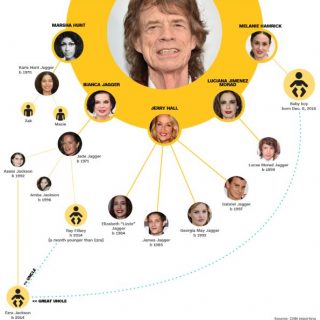 MARSHA HUNT
MELANIE HAMRICK
Karis Hunt Jagger
b 1971
BIANCA JAGGER
LUCIANA JIMENEZ
MORAD
JERRY HALL
Baby boy
born Dec. 8, 2016
Zak
Mazie
Assisi Jackson
b 1992
Jade Jagger
b 1971
Amba Jackson
b 1996
Lucas Morad Jagger
b 1999
Gabriel Jagger
b 1997
Ray Fillary
b 2014
(a month younger than Ezra)
Elizabeth "Lizzie" Jagger
b 1984
James Jagger
b 1985
Georgia May Jagger
b 1992
<< UNCLE
<< GREAT UNCLE
Ezra Jackson
b 2014
Source: CNN reporting